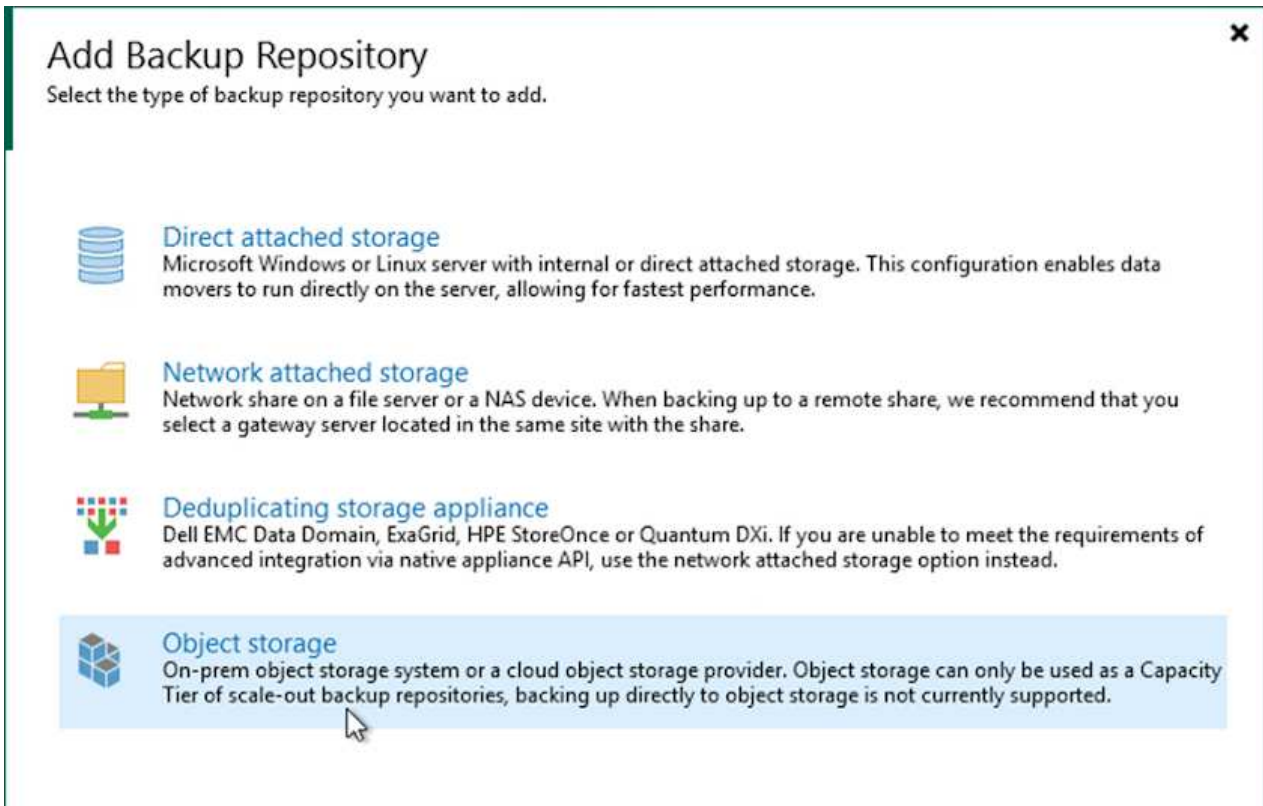 Add Backup Repository
Select the type of backup repository you want to add.
Direct attached storage
Microsoft Windows or Linux server with internal or direct attached storage. This configuration enables data
movers to run directly on the server, allowing for fastest performance.
Network attached storage
Network share on a file server or a NAS device. When backing up to a remote share, we recommend that you
select a gateway server located in the same site with the share.
Deduplicating storage appliance
Dell EMC Data Domain, ExaGrid, HPE StoreOnce or Quantum DXi. If you are unable to meet the requirements of
advanced integration via native appliance API, use the network attached storage option instead.
Object storage
On-prem object storage system or a cloud object storage provider. Object storage can only be used as a Capacity
Tier of scale-out backup repositories, backing up directly to object storage is not currently supported.